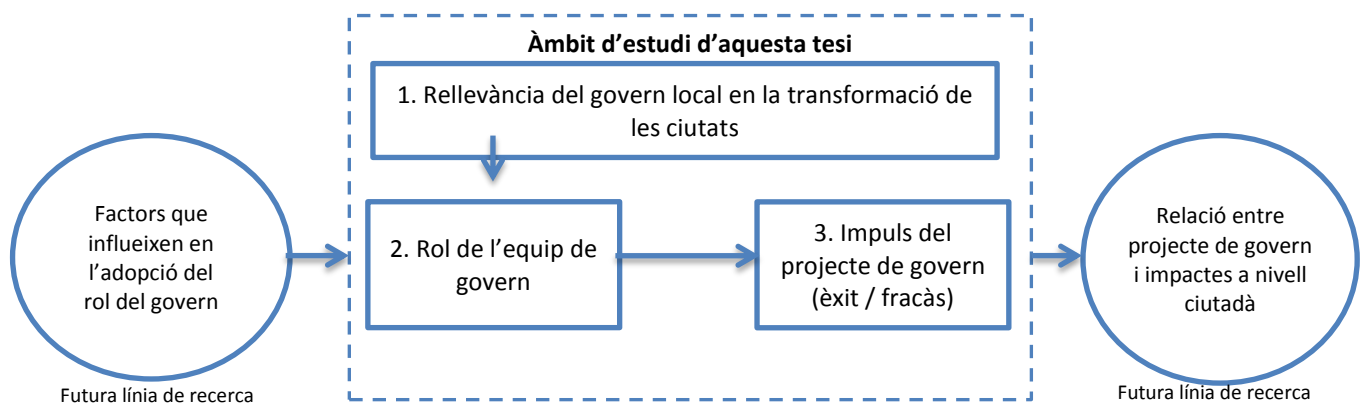 Àmbit d'estudi d'aquesta tesi
1. Rellevància del govern local en la transformació de
les ciutats
Factors que
influeixen en
l'adopció del
rol del govern
2. Rol de l'equip de
govern
3. Impuls del
projecte de govern
(èxit / fracàs)
Relació entre
projecte de govern
i impactes a nivell
ciutadà
Futura línia de recerca
Futura línia de recerca